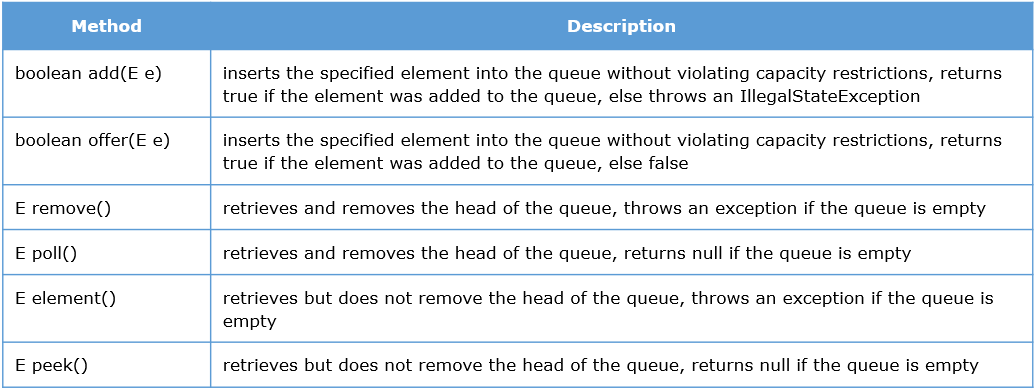 Method
Description
boolean add(E e)
inserts the specified element into the queue without violating capacity restrictions, returns
true if the element was added to the queue, else throws an IllegalStateException
boolean offer(E e)
inserts the specified element into the queue without violating capacity restrictions, returns
true if the element was added to the queue, else false
E remove()
retrieves and removes the head of the queue, throws an exception if the queue is empty
E poll()
retrieves and removes the head of the queue, returns null if the queue is empty
E element()
retrieves but does not remove the head of the queue, throws an exception if the queue is
empty
E peek()
retrieves but does not remove the head of the queue, returns null if the queue is empty